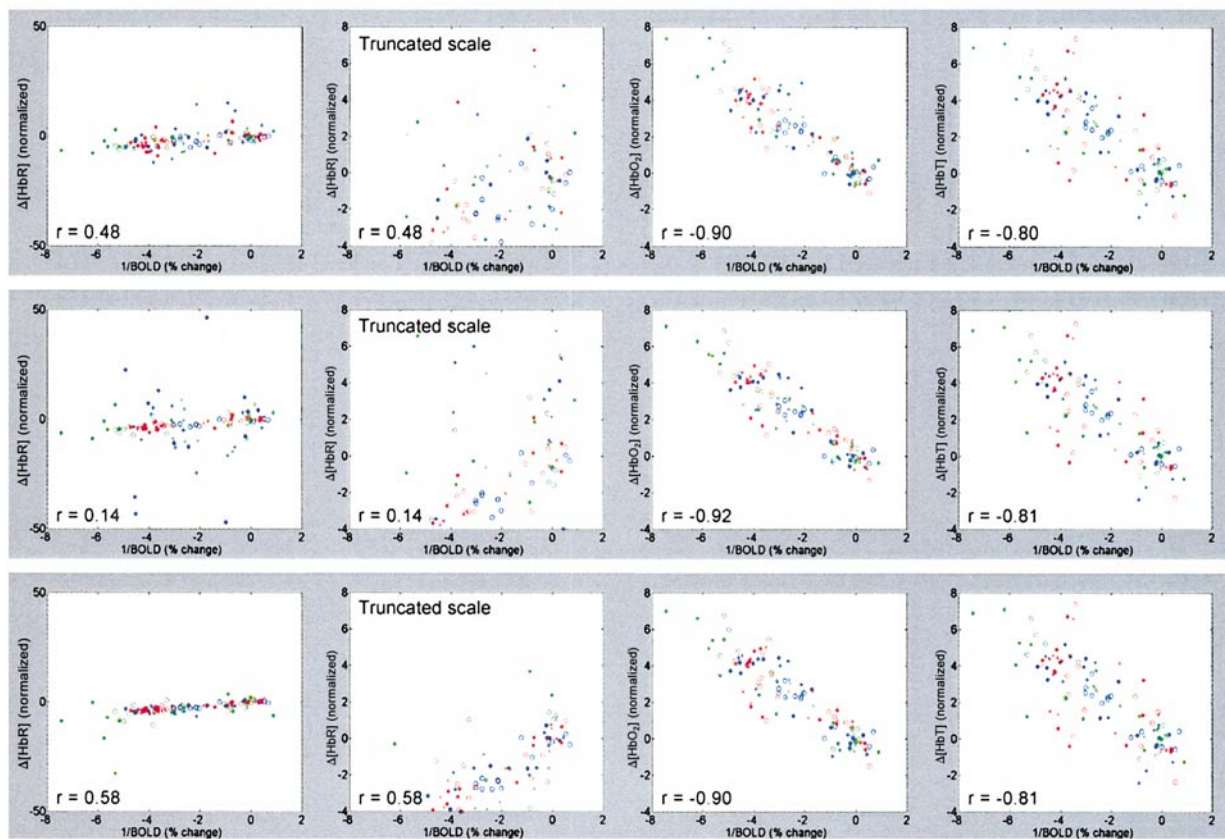 50
0
-50
Δ[HbR] (normalized)
r = 0.48
-8 -6 -4 -2 0 2
1/BOLD (% change)
Truncated scale
8
6
4
2
0
-2
-4
Δ[HbR] (normalized)
r = 0.48
-8 -6 -4 -2 0 2
1/BOLD (% change)
8
6
4
2
0
-2
-4
Δ[HbO₂] (normalized)
r = -0.90
-8 -6 -4 -2 0 2
1/BOLD (% change)
8
6
4
2
0
-2
-4
Δ[HbT] (normalized)
r = -0.80
-8 -6 -4 -2 0 2
1/BOLD (% change)
50
0
-50
Δ[HbR] (normalized)
r = 0.14
-8 -6 -4 -2 0 2
1/BOLD (% change)
Truncated scale
8
6
4
2
0
-2
-4
Δ[HbR] (normalized)
r = 0.14
-8 -6 -4 -2 0 2
1/BOLD (% change)
8
6
4
2
0
-2
-4
Δ[HbO₂] (normalized)
r = -0.92
-8 -6 -4 -2 0 2
1/BOLD (% change)
8
6
4
2
0
-2
-4
Δ[HbT] (normalized)
r = -0.81
-8 -6 -4 -2 0 2
1/BOLD (% change)
50
0
-50
Δ[HbR] (normalized)
r = 0.58
-8 -6 -4 -2 0 2
1/BOLD (% change)
Truncated scale
8
6
4
2
0
-2
-4
Δ[HbR] (normalized)
r = 0.58
-8 -6 -4 -2 0 2
1/BOLD (% change)
8
6
4
2
0
-2
-4
Δ[HbO₂] (normalized)
r = -0.90
-8 -6 -4 -2 0 2
1/BOLD (% change)
8
6
4
2
0
-2
-4
Δ[HbT] (normalized)
r = -0.81
-8 -6 -4 -2 0 2
1/BOLD (% change)